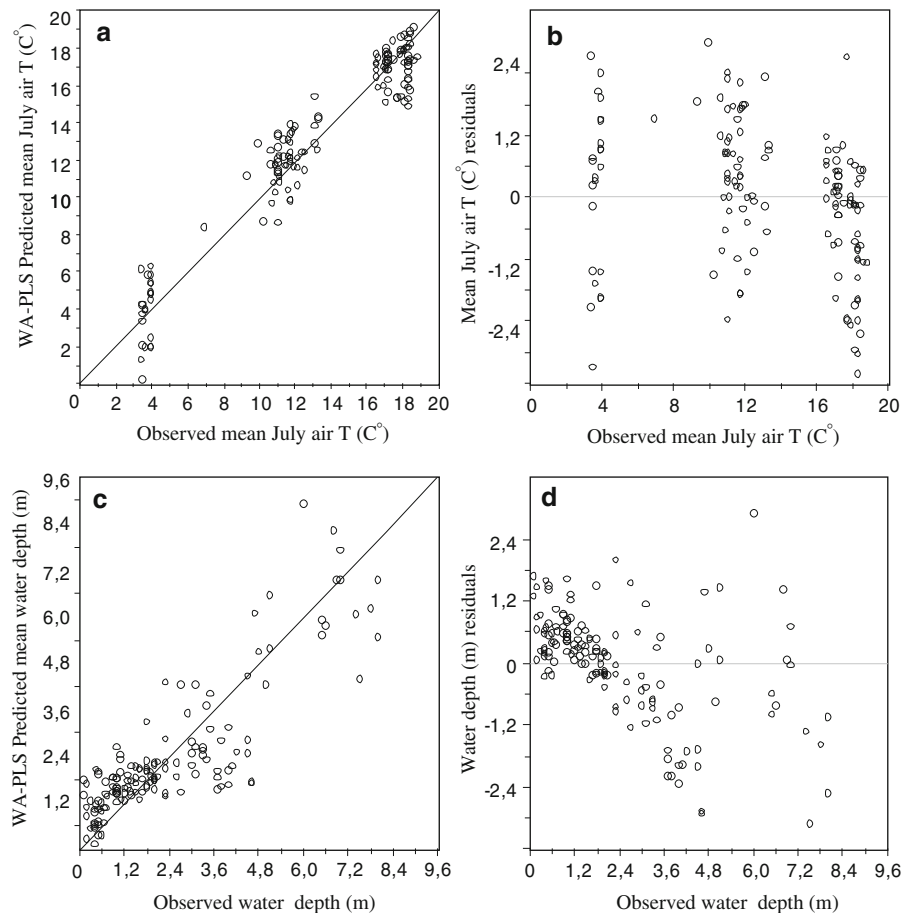 a
WA-PLS Predicted mean July air T (C°)
20
18
16
14
12
10
8
6
4
2
0 2 4 6 8 10 12 14 16 18 20
Observed mean July air T (C°)
b
Mean July air T (C°) residuals
2,4
1,2
0
-1,2
-2,4
0 4 8 12 16 20
Observed mean July air T (C°)
c
WA-PLS Predicted mean water depth (m)
9,6
8,4
7,2
6,0
4,8
3,6
2,4
1,2
0 1,2 2,4 3,6 4,8 6,0 7,2 8,4 9,6
Observed water depth (m)
d
Water depth (m) residuals
2,4
1,2
0
-1,2
-2,4
0 1,2 2,4 3,6 4,8 6,0 7,2 8,4 9,6
Observed water depth (m)